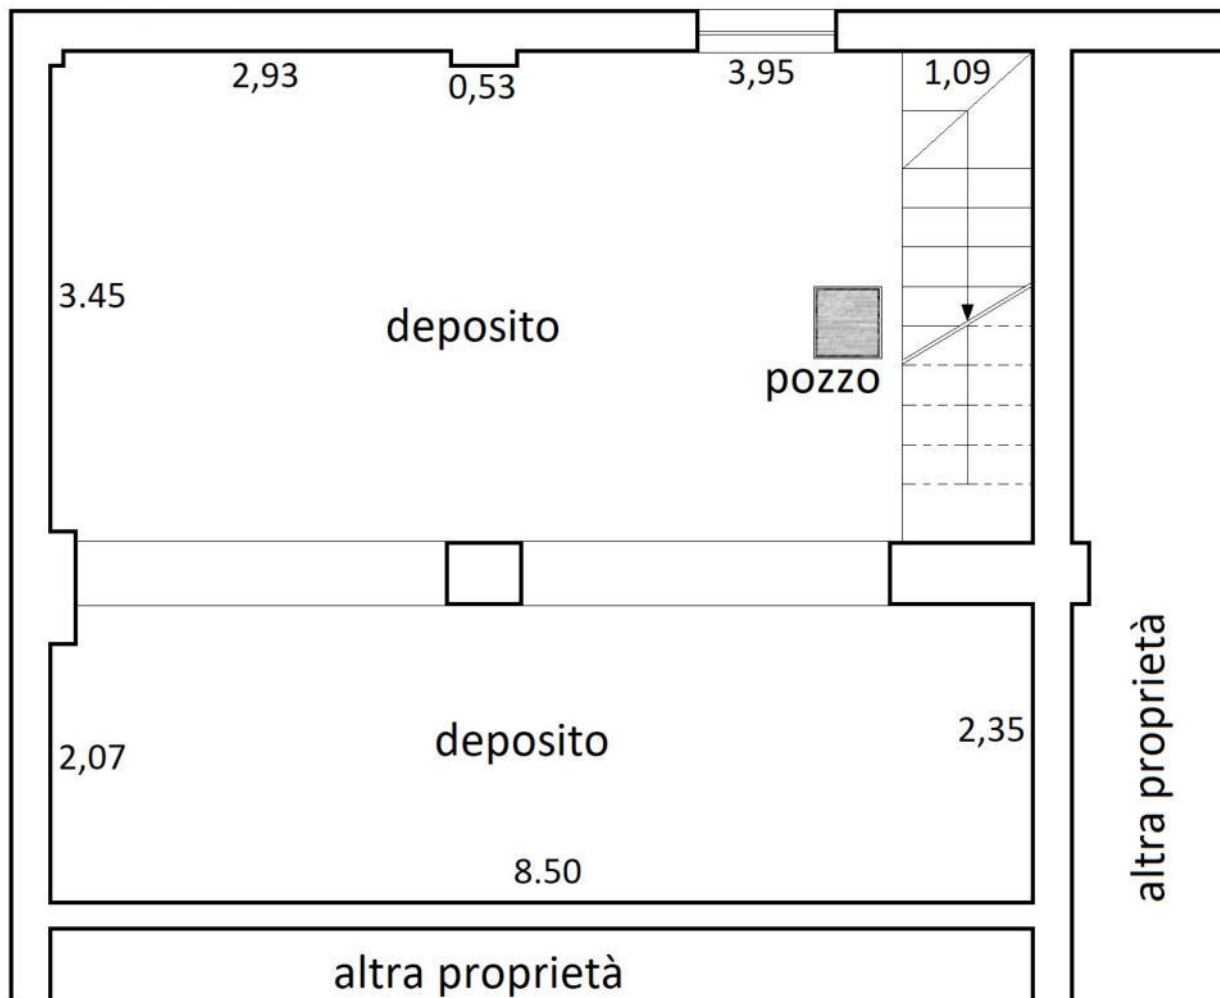 2,93
0,53
3,95
1,09
3.45
deposito
pozzo
altra proprietà
2,07
deposito
2,35
8.50
altra proprietà